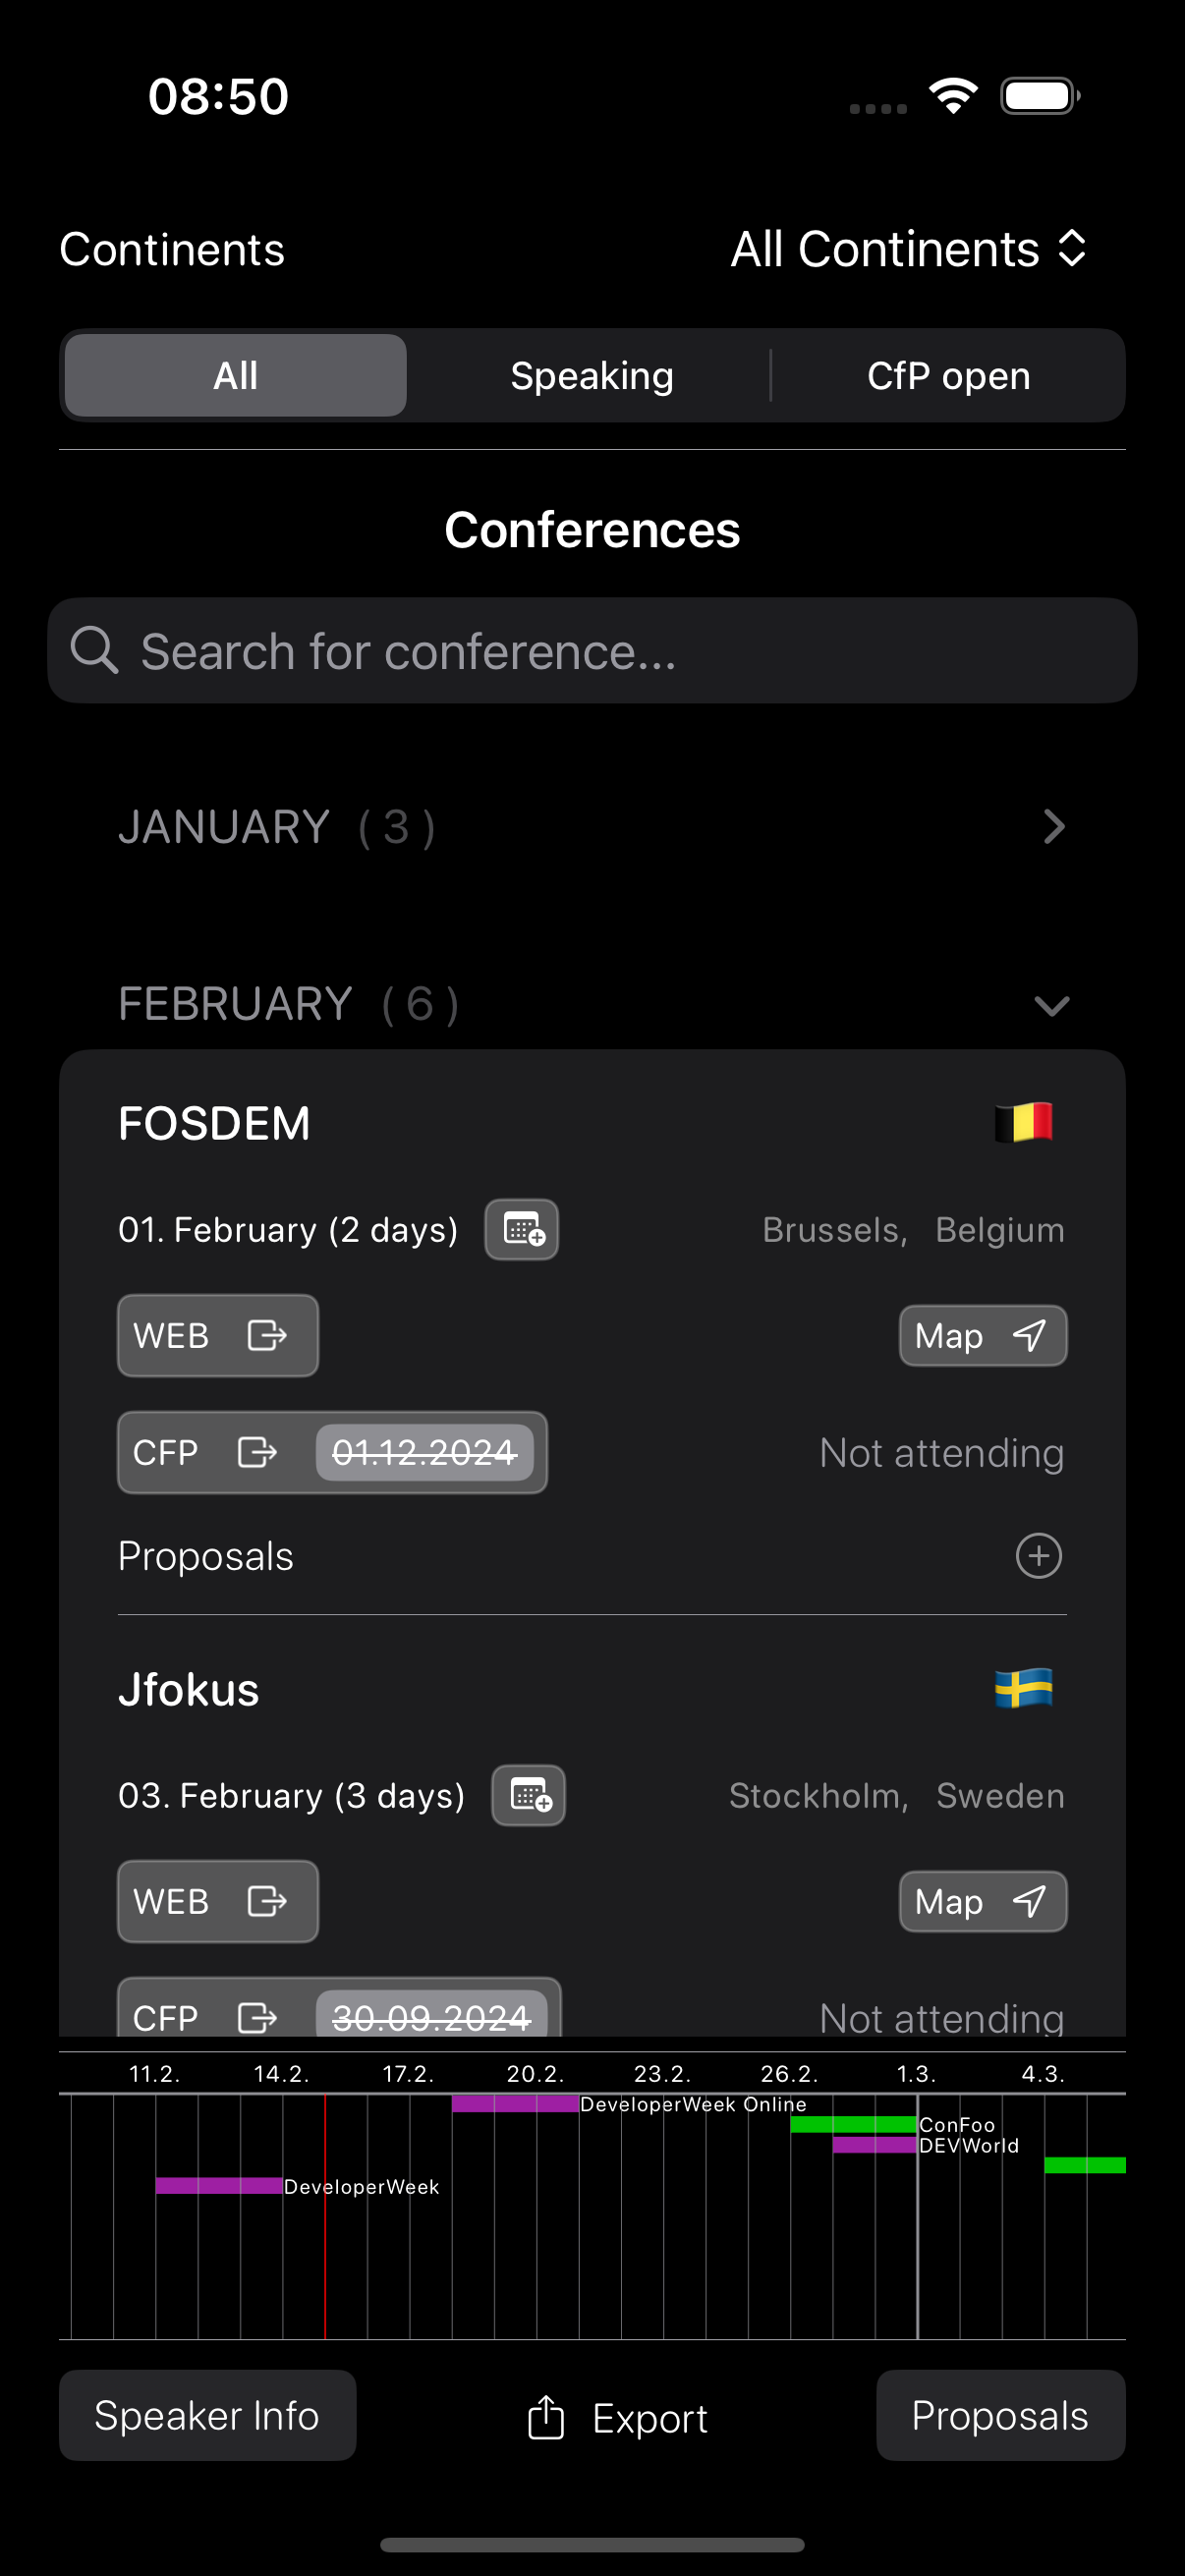 08:50
Continents All Continents
All Speaking CfP open
Conferences
Search for conference...
JANUARY ( 3 )
FEBRUARY ( 6 )
FOSDEM
01. February (2 days) Brussels, Belgium
WEB Map
CFP 01.12.2024 Not attending
Proposals
Jfokus
03. February (3 days) Stockholm, Sweden
WEB Map
CFP 30.09.2024 Not attending
11.2. 14.2. 17.2. 20.2. 23.2. 26.2. 1.3. 4.3.
DeveloperWeek Online
ConFoo
DEVWorld
DeveloperWeek
Speaker Info Export Proposals